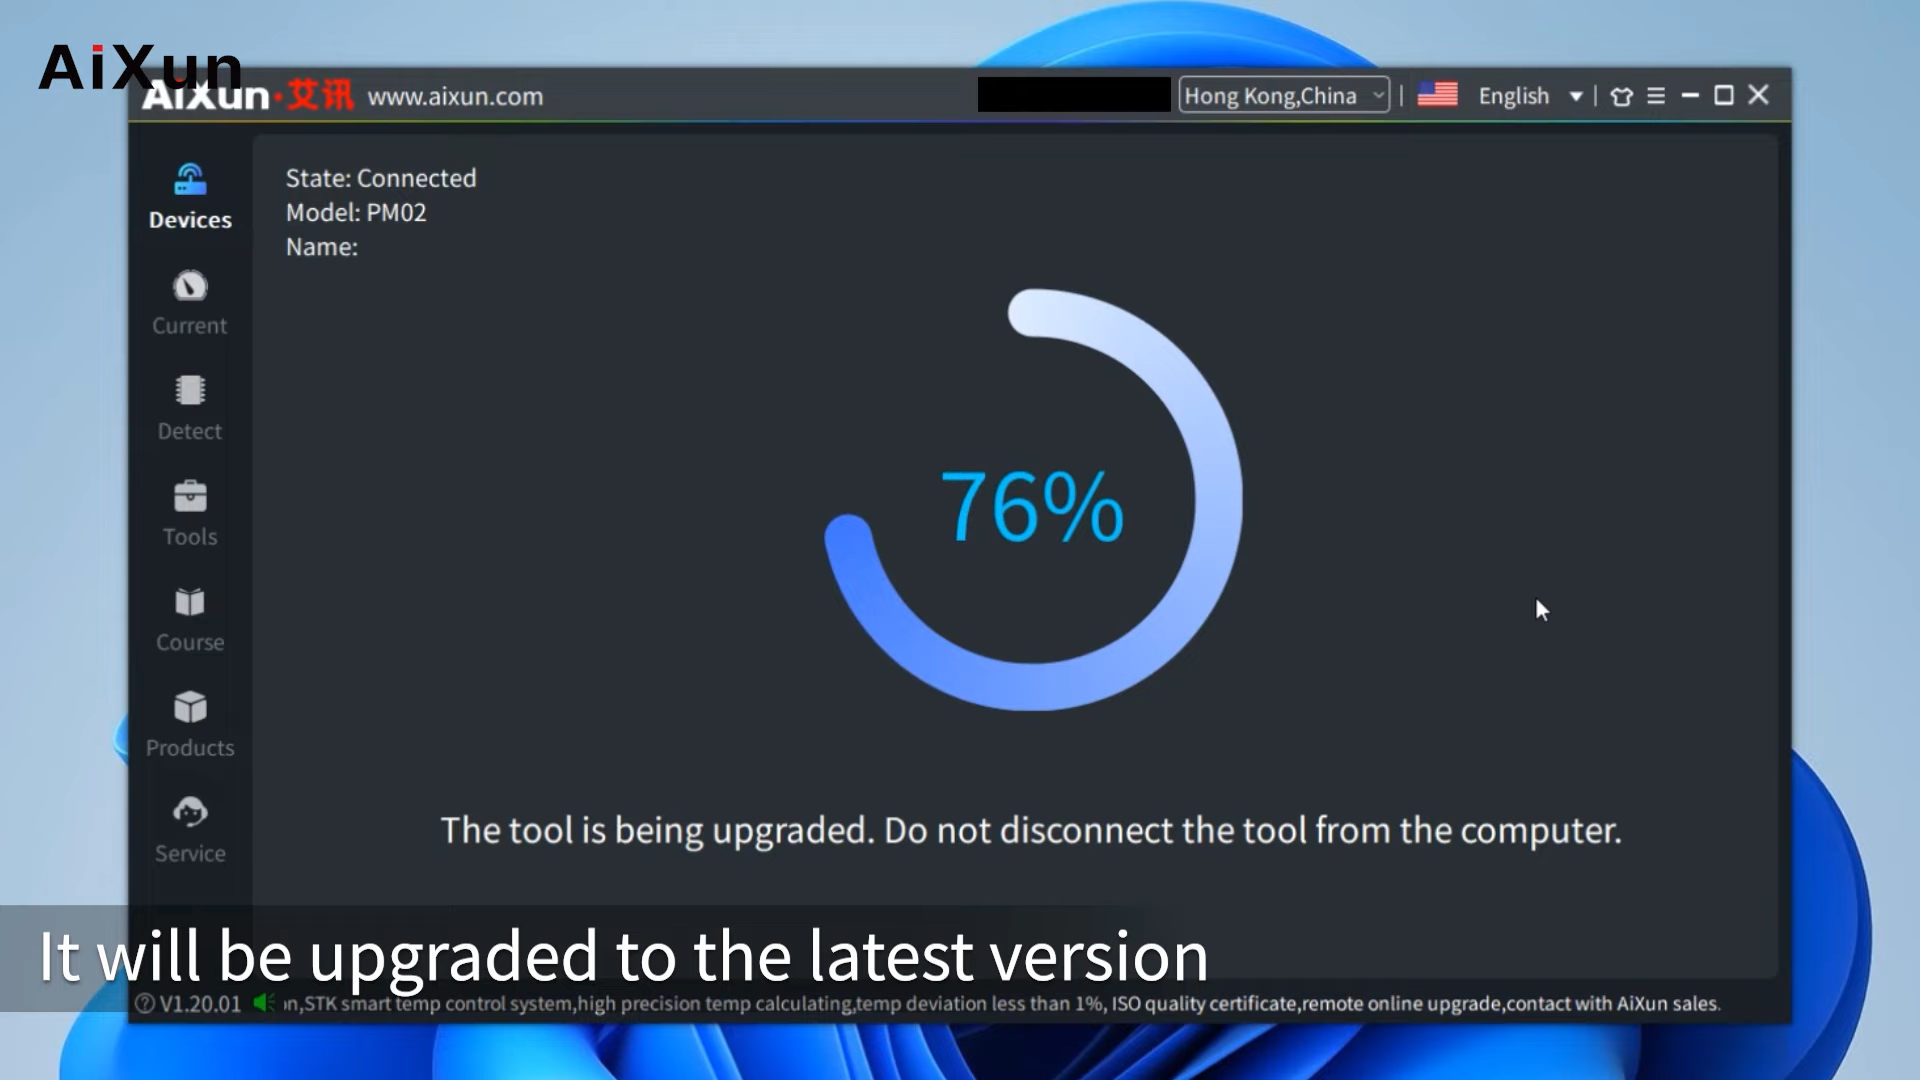 AiXun
AiXun·艾讯 www.aixun.com Hong Kong,China English
State: Connected
Model: PM02
Name:
Devices
Current
Detect
Tools
Course
Products
Service
76%
The tool is being upgraded. Do not disconnect the tool from the computer.
It will be upgraded to the latest version
V1.20.01 n,STK smart temp control system,high precision temp calculating,temp deviation less than 1%, ISO quality certificate,remote online upgrade,contact with AiXun sales.